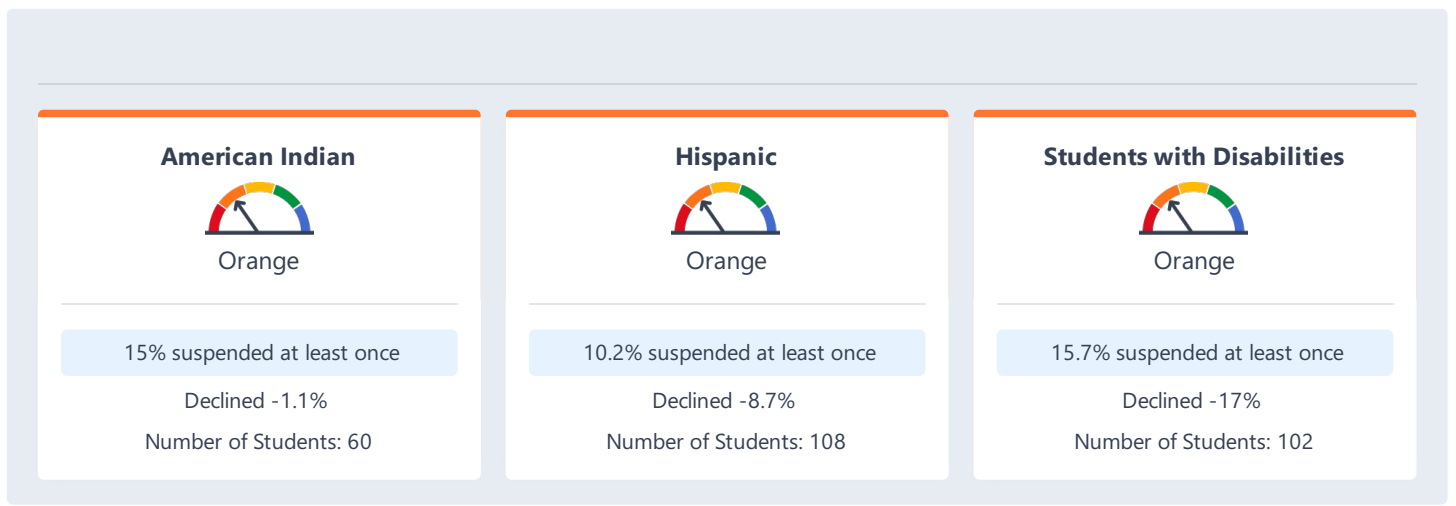 American Indian
Orange
15% suspended at least once
Declined -1.1%
Number of Students: 60
Hispanic
Orange
10.2% suspended at least once
Declined -8.7%
Number of Students: 108
Students with Disabilities
Orange
15.7% suspended at least once
Declined -17%
Number of Students: 102